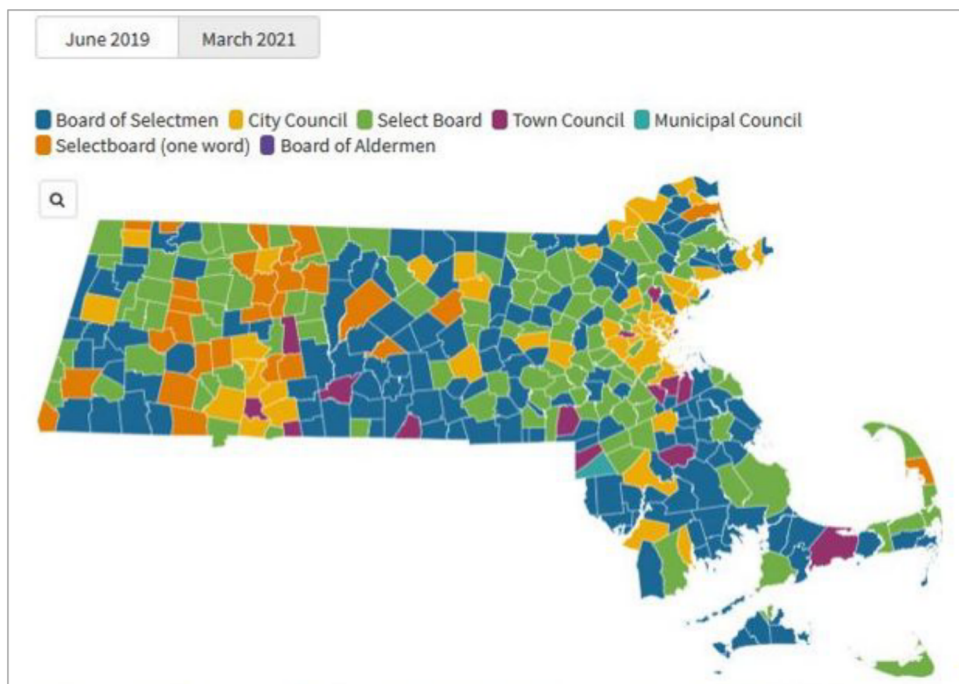 June 2019 March 2021
Board of Selectmen City Council Select Board Town Council Municipal Council
Selectboard (one word) Board of Aldermen